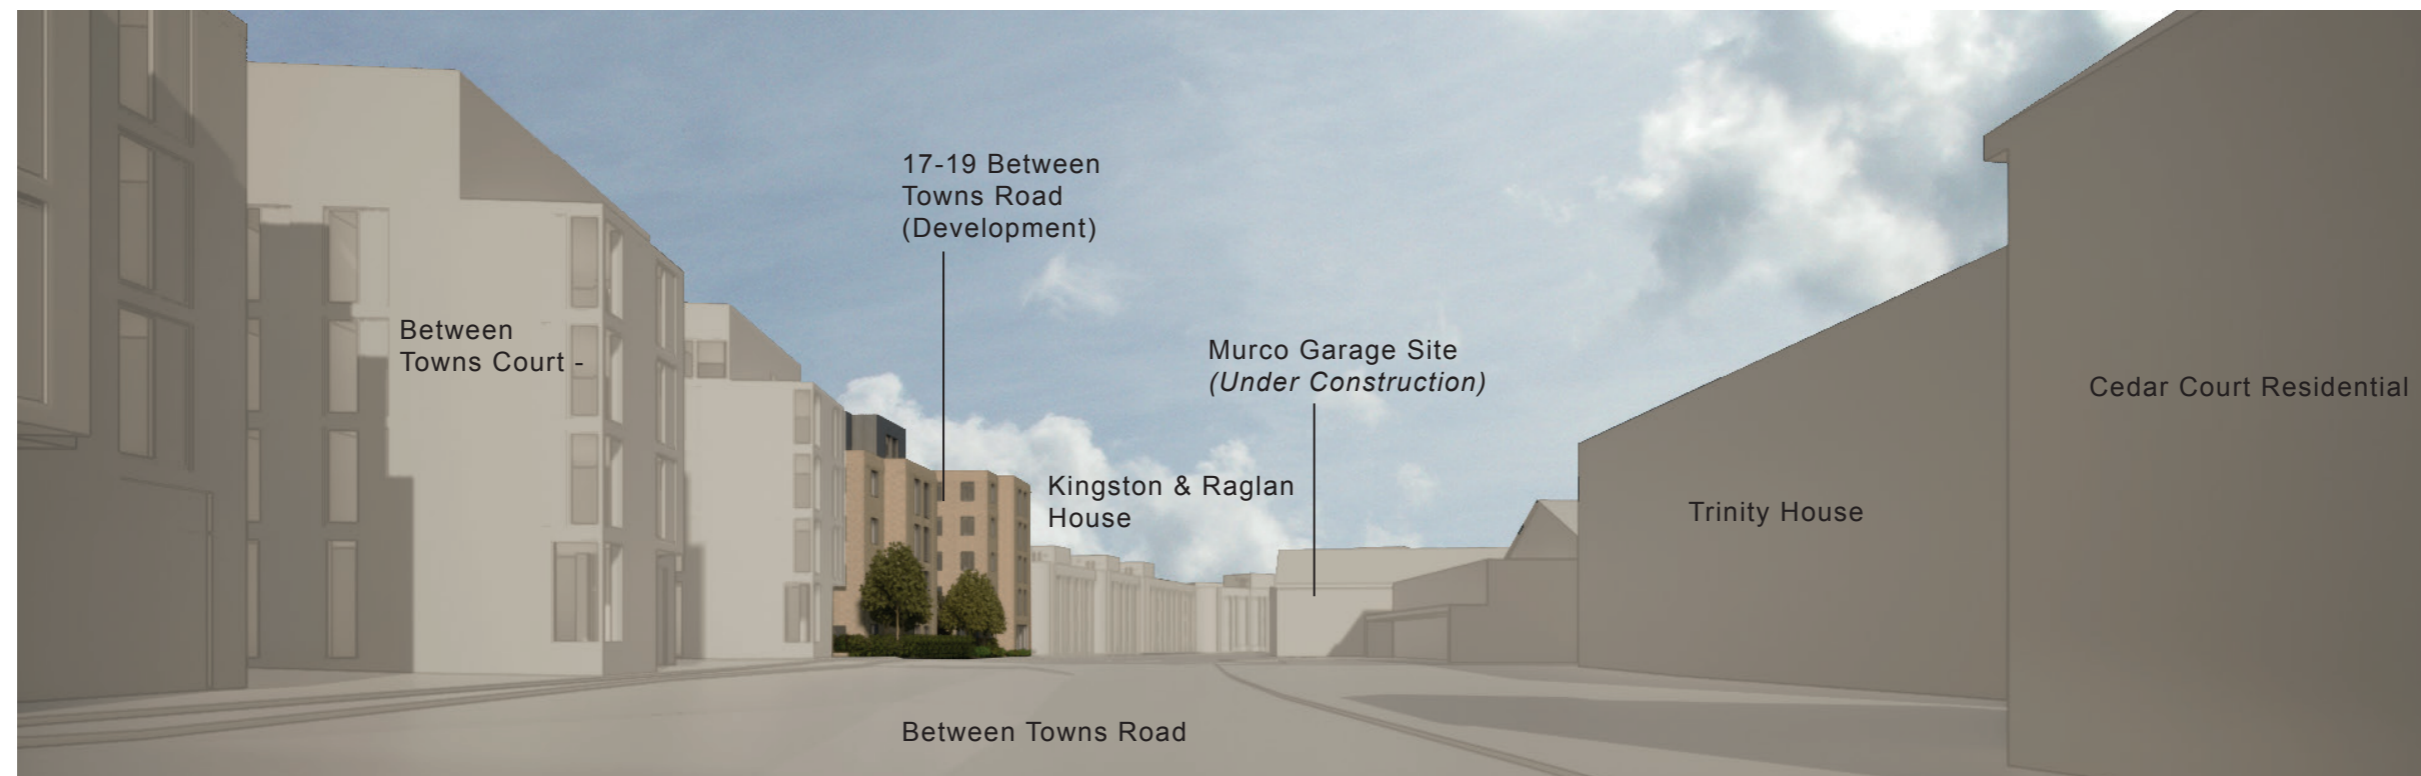 17-19 Between
Towns Road
(Development)
Between
Towns Court -
Murco Garage Site
(Under Construction)
Cedar Court Residential
Kingston & Raglan
House
Trinity House
Between Towns Road